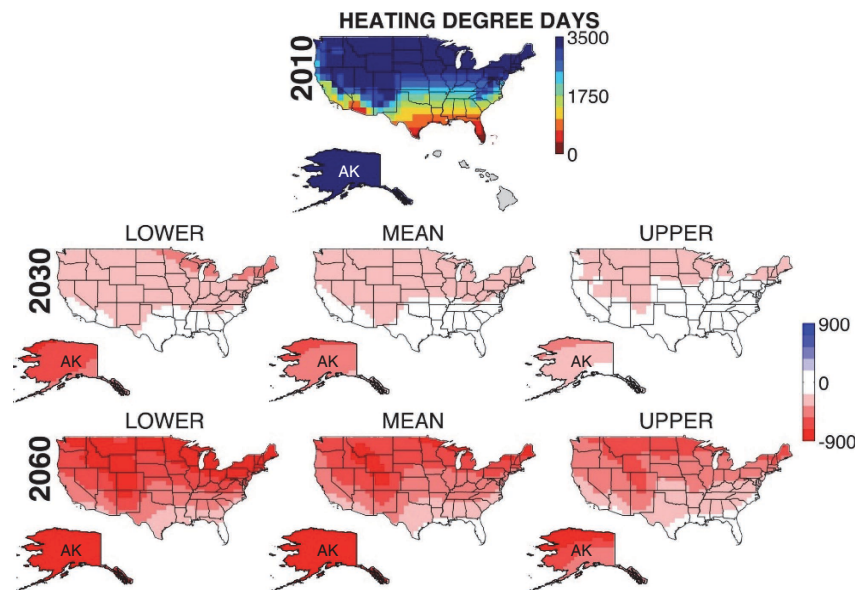 HEATING DEGREE DAYS
2010
3500
1750
0
AK
LOWER MEAN UPPER
2030
AK AK AK
900
0
-900
LOWER MEAN UPPER
2060
AK AK AK